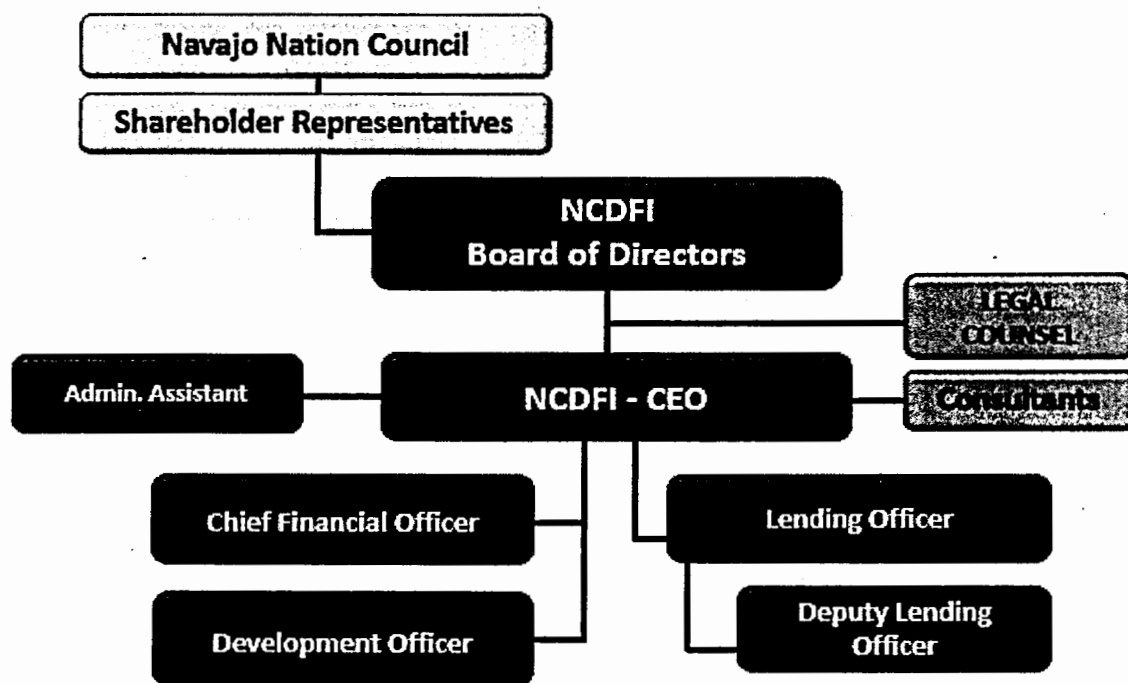 Navajo Nation Council
Shareholder Representatives
NCDFI
Board of Directors
LEGAL
COUNSEL
Admin. Assistant
NCDFI - CEO
Consultants
Chief Financial Officer
Lending Officer
Development Officer
Deputy Lending
Officer